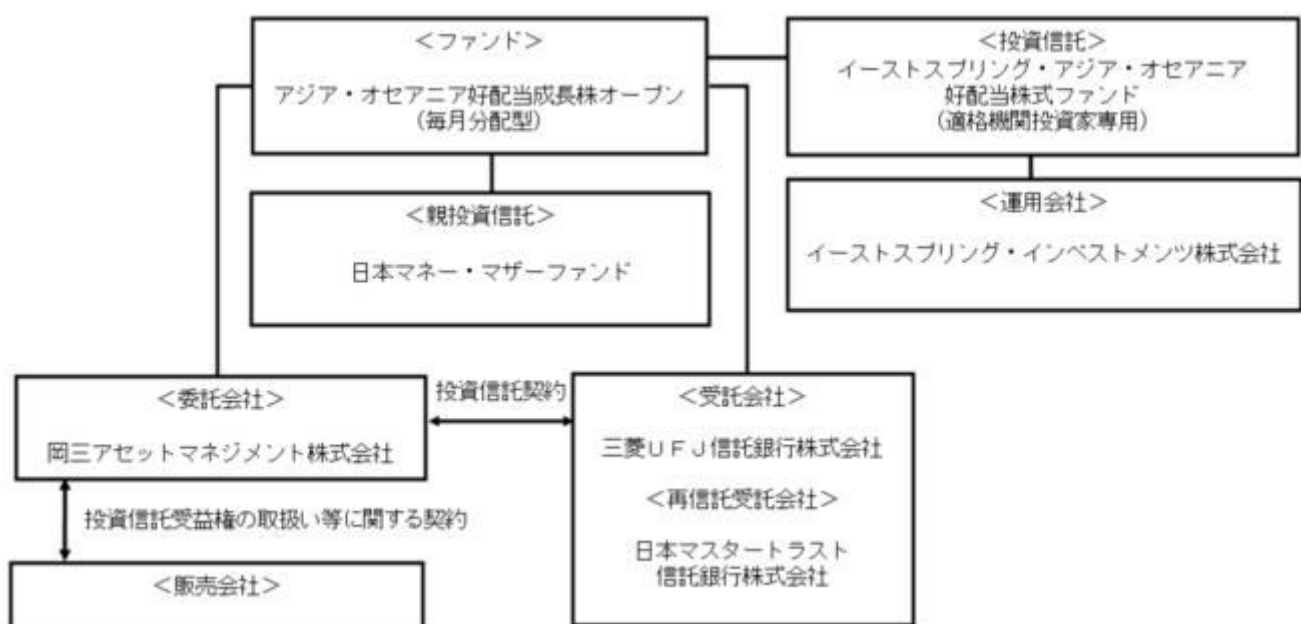 ＜ファンド＞
アジア・オセアニア好配当成長株オープン
（毎月分配型）
＜投資信託＞
イーストスプリング・アジア・オセアニア
好配当株式ファンド
（適格機関投資家専用）
＜親投資信託＞
日本マネー・マザーファンド
＜運用会社＞
イーストスプリング・インベストメンツ株式会社
＜委託会社＞
岡三アセットマネジメント株式会社
投資信託契約
＜受託会社＞
三菱ＵＦＪ信託銀行株式会社
＜再信託受託会社＞
日本マスタートラスト
信託銀行株式会社
投資信託受益権の取扱い等に関する契約
＜販売会社＞